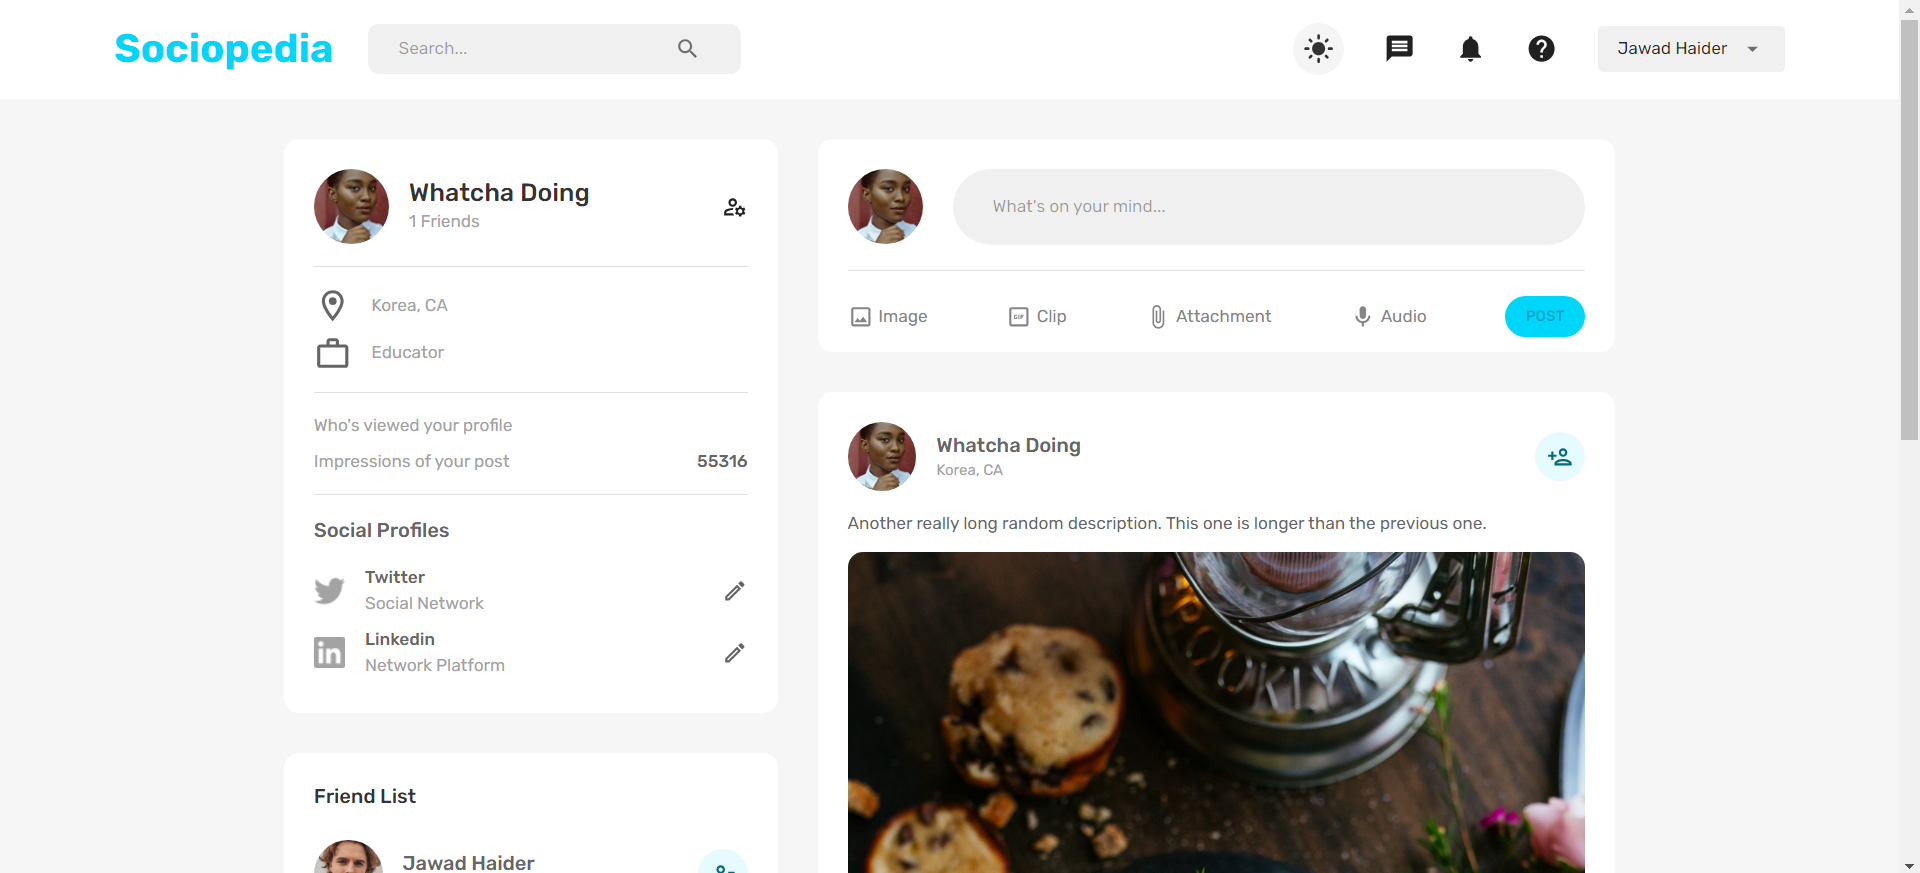 Sociopedia
Search...
Jawad Haider
Whatcha Doing
1 Friends
Korea, CA
Educator
Who's viewed your profile
Impressions of your post 55316
Social Profiles
Twitter
Social Network
Linkedin
Network Platform
Friend List
Jawad Haider
What's on your mind...
Image
GIF
Clip
Attachment
Audio
POST
Whatcha Doing
Korea, CA
Another really long random description. This one is longer than the previous one.
OOKLYN